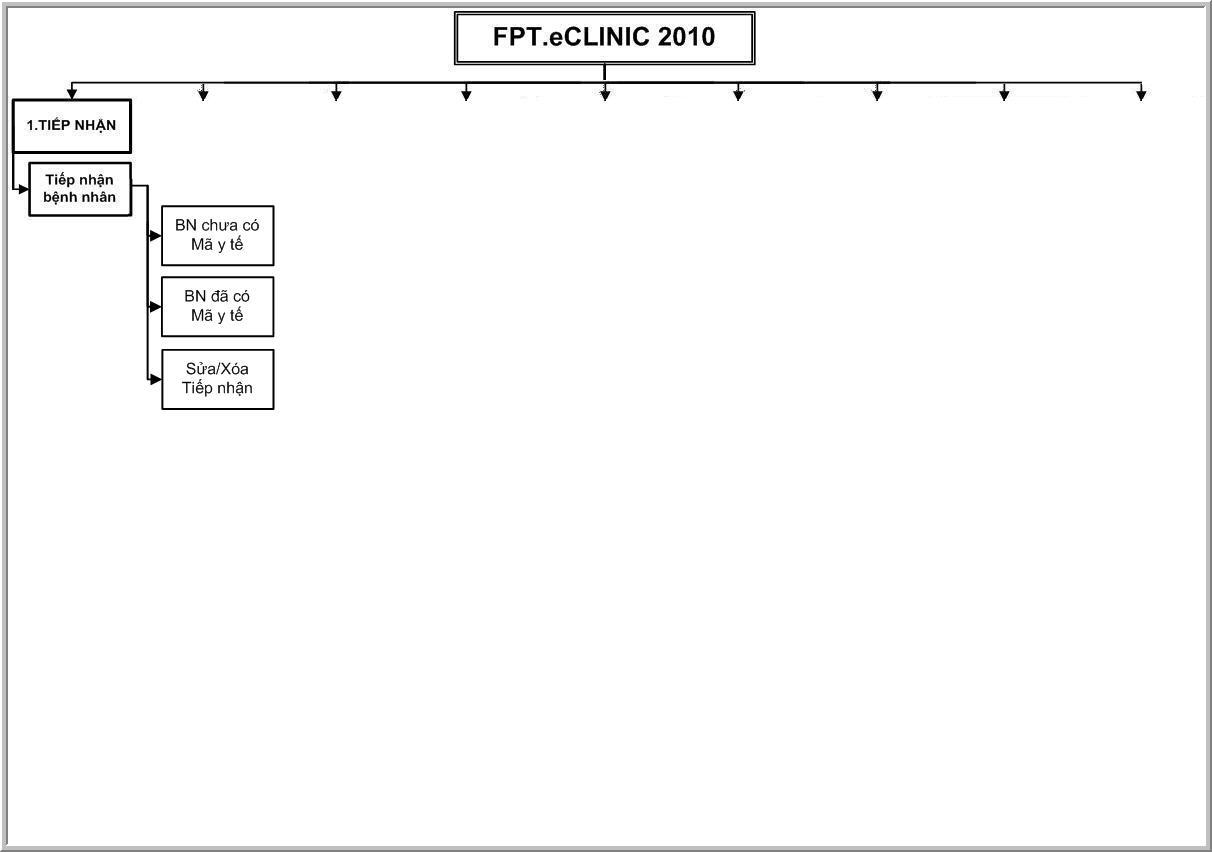 FPT.eCLINIC 2010
1.TIẾP NHẬN
Tiếp nhận
bệnh nhân
BN chưa có
Mã y tế
BN đã có
Mã y tế
Sửa/Xóa
Tiếp nhận